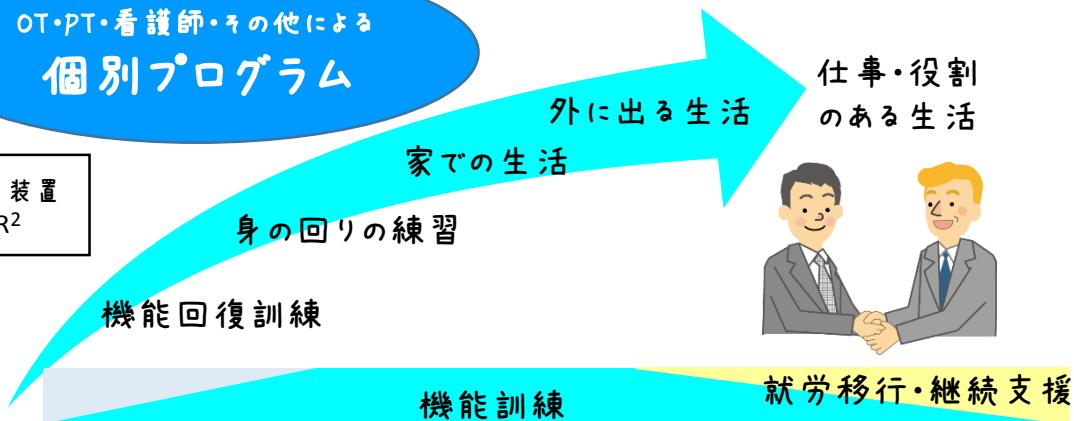 OT・PT・看護師・その他による
個別プログラム
装置
R²
機能回復訓練
身の回りの練習
家での生活
外に出る生活
仕事・役割
のある生活
機能訓練
就労移行・継続支援